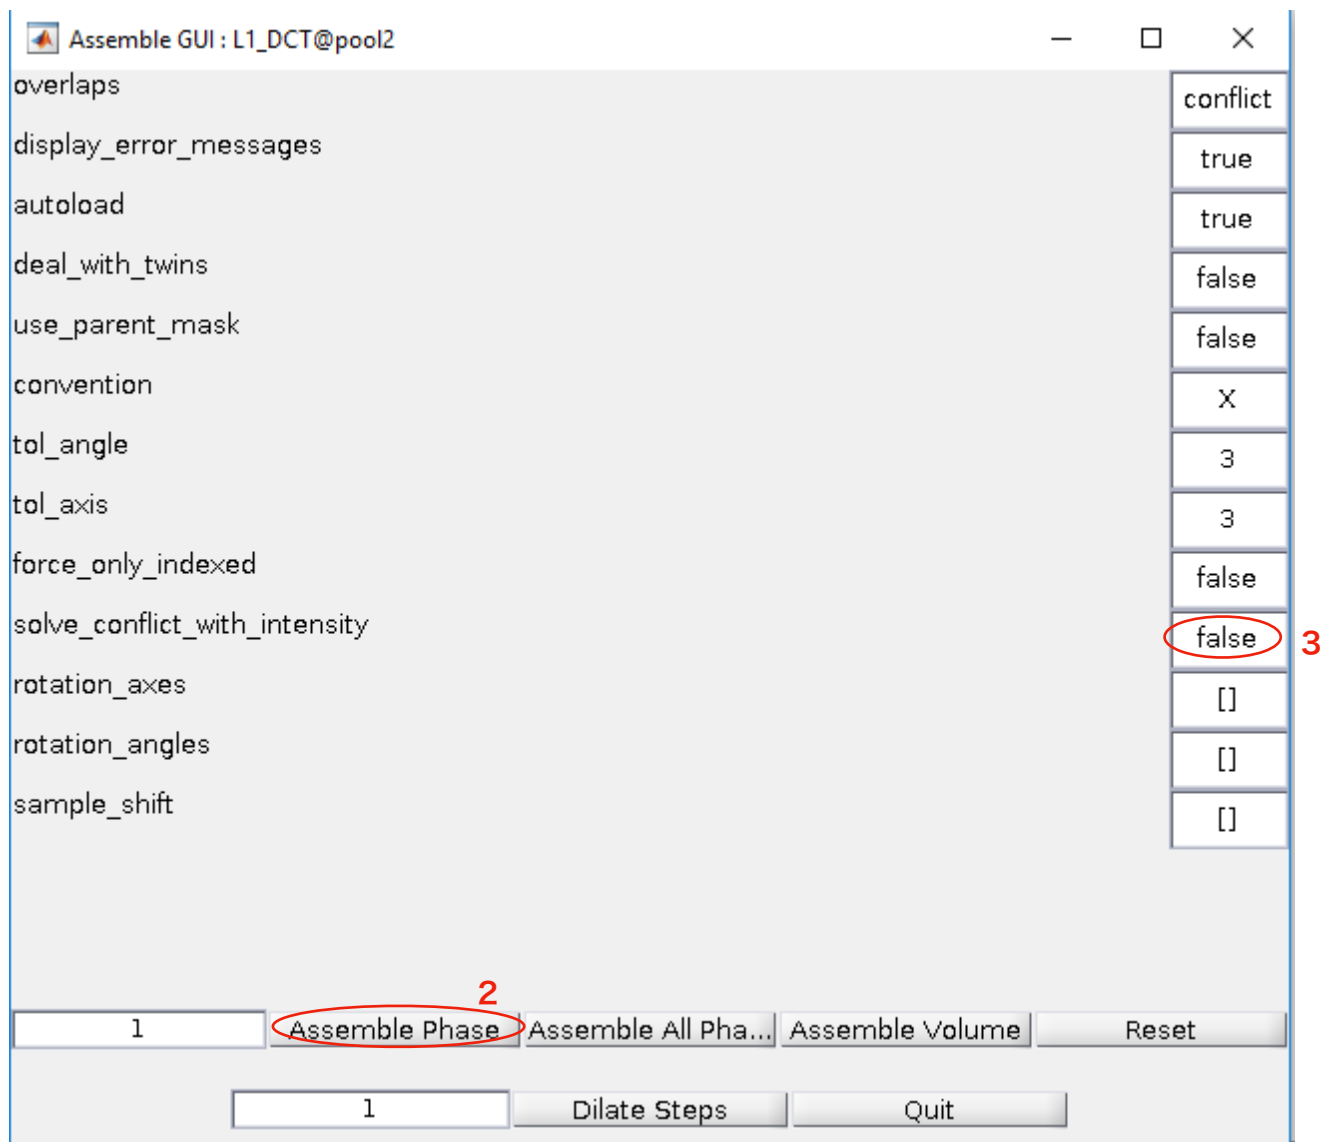 Assemble GUI : L1_DCT@pool2
overlaps conflict
display_error_messages true
autoload true
deal_with_twins false
use_parent_mask false
convention X
tol_angle 3
tol_axis 3
force_only_indexed false
solve_conflict_with_intensity false 3
rotation_axes []
rotation_angles []
sample_shift []
2
1 Assemble Phase Assemble All Pha... Assemble Volume Reset
1 Dilate Steps Quit